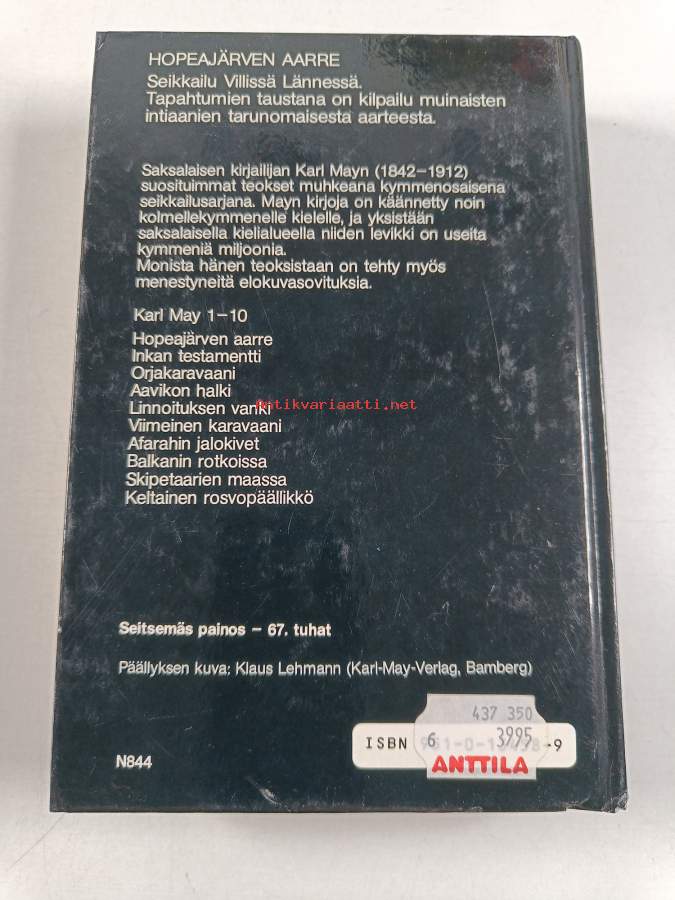 HOPEAJÄRVEN AARRE
Seikkailu Villissä Lännessä.
Tapahtumien taustana on kilpailu muinaisten
intiaanien tarunomaisesta aarteesta.
Saksalaisen kirjailijan Karl Mayn (1842–1912)
suosituimmat teokset muhkeana kymmenosaisena
seikkailusarjana. Mayn kirjoja on käännetty noin
kolmellekymmenelle kielelle, ja yksistään
saksalaisella kielialueella niiden levikki on useita
kymmeniä miljoonia.
Monista hänen teoksistaan on tehty myös
menestyneitä elokuvasovituksia.
Karl May 1–10
Hopeajärven aarre
Inkan testamentti
Orjakaravaani
Aavikon halki
Linnoituksen vanki
antikvariaatti.net
Viimeinen karavaani
Afarahin jalokivet
Balkanin rotkoissa
Skipetaarien maassa
Keltainen rosvopäällikkö
Seitsemäs painos – 67. tuhat
Päällyksen kuva: Klaus Lehmann (Karl-May-Verlag, Bamberg)
437 350
6 3995
ANTTILA
ISBN -9
N844